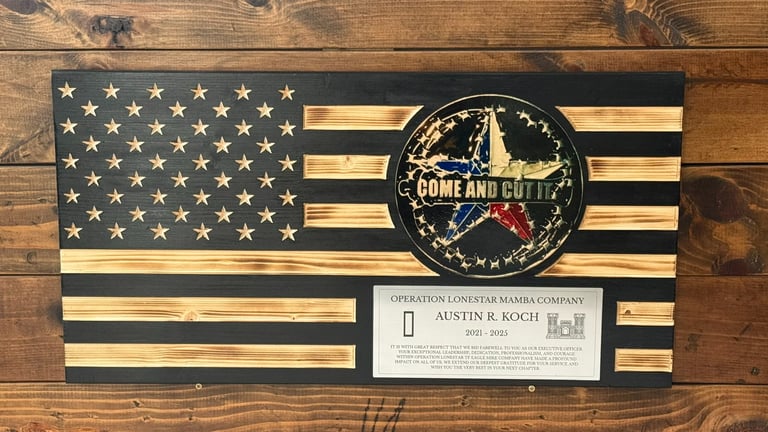 COME AND CUT IT
OPERATION LONESTAR MAMBA COMPANY
AUSTIN R. KOCH
2021 - 2025
IT IS WITH GREAT RESPECT THAT WE BID FAREWELL TO YOU AS OUR EXECUTIVE OFFICER
YOUR EXCEPTIONAL LEADERSHIP, DEDICATION, PROFESSIONALISM, AND COURAGE
WITHIN OPERATION LONESTAR TF EAGLE MIKE COMPANY HAVE MADE A PROFOUND
IMPACT ON ALL OF US. WE EXTEND OUR DEEPEST GRATITUDE FOR YOUR SERVICE AND
WISH YOU THE VERY BEST IN YOUR NEXT CHAPTER.